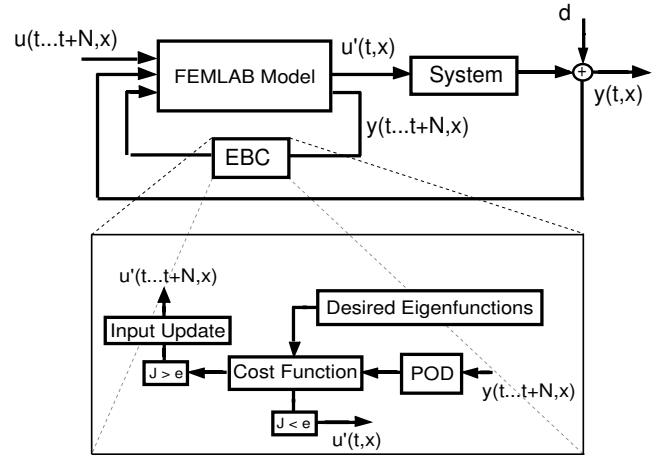 d
u(t...t+N,x)
u'(t,x)
FEMLAB Model
System
+
y(t,x)
y(t...t+N,x)
EBC
u'(t...t+N,x)
Desired Eigenfunctions
Input Update
J > e
Cost Function
POD
y(t...t+N,x)
J < e
u'(t,x)